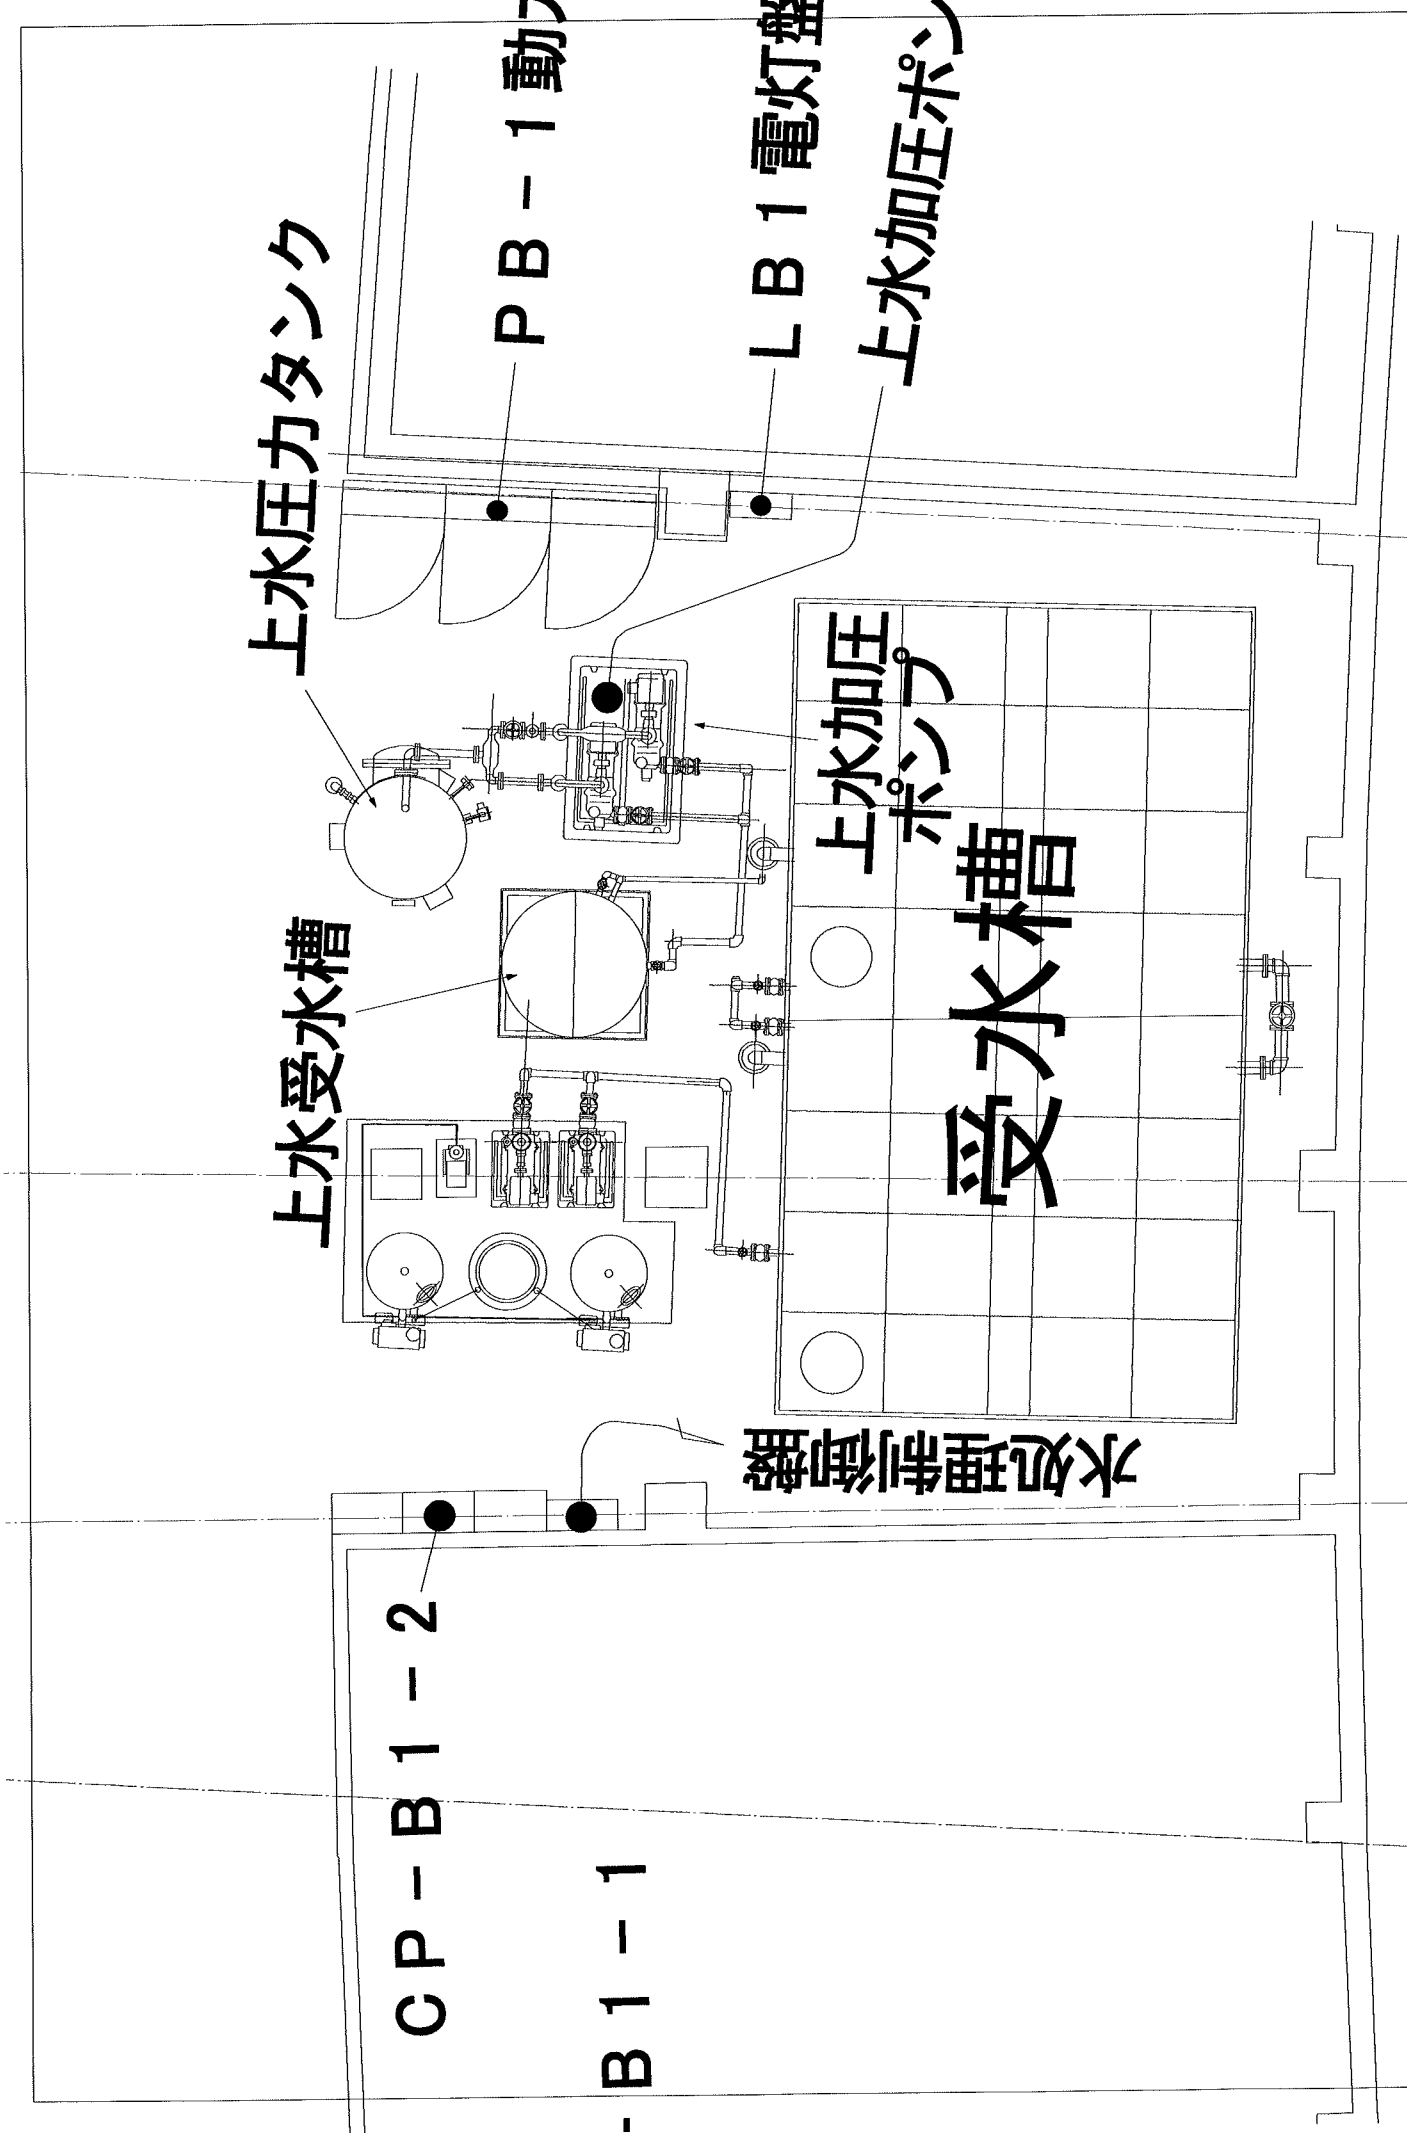 上水圧力タンク
PB-1動力
LB1電灯盤
上水加圧ポン
上水加圧
ポンプ
上水受水槽
受水槽
水処理制御盤
CP-B1-2
-B1-1